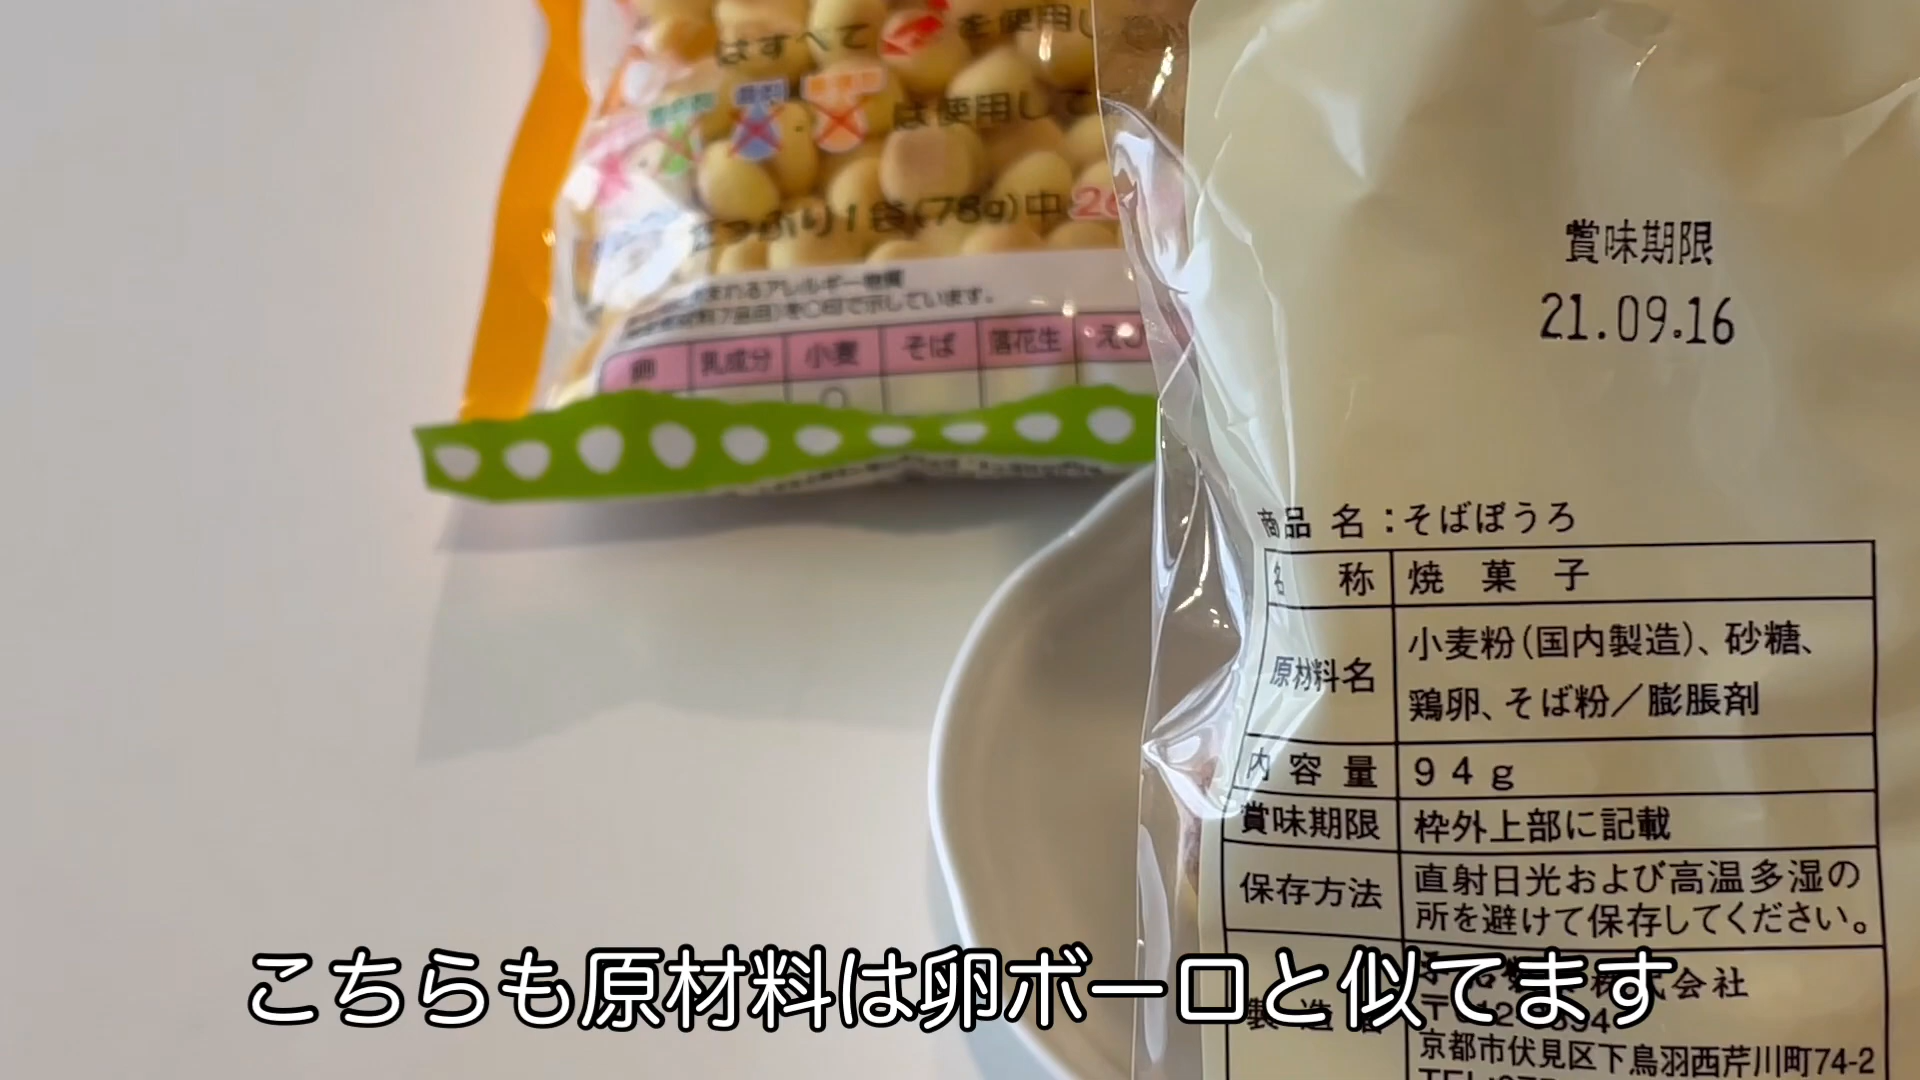 はすべて
を使用し
は使用して
1袋(78g)中
まれるアレルギー物質
を○印で示しています。
卵 乳成分 小麦 そば 落花生
賞味期限
21.09.16
商品名:そばぼうろ
名称 焼菓子
原材料名 小麦粉(国内製造)、砂糖、
鶏卵、そば粉/膨脹剤
内容量 94g
賞味期限 枠外上部に記載
保存方法 直射日光および高温多湿の
所を避けて保存してください。
株式会社
京都市伏見区下鳥羽西芹川町74-2
こちらも原材料は卵ボーロと似てます